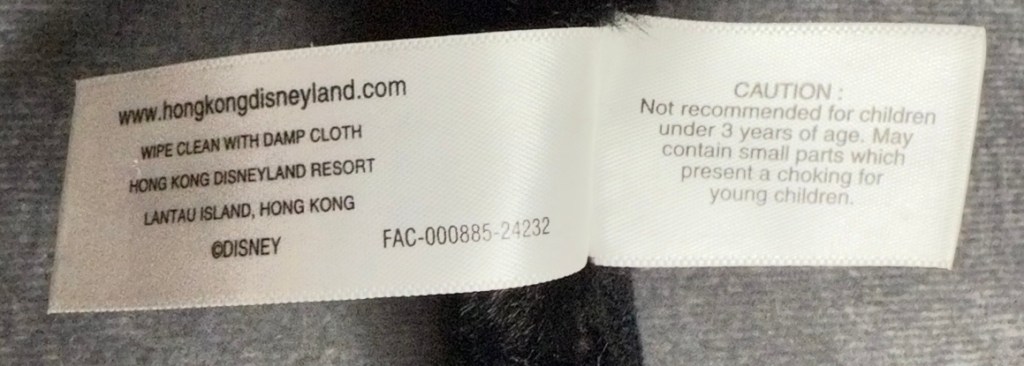 www.hongkongdisneyland.com
WIPE CLEAN WITH DAMP CLOTH
HONG KONG DISNEYLAND RESORT
LANTAU ISLAND, HONG KONG
©DISNEY
FAC-000885-24232
CAUTION :
Not recommended for children
under 3 years of age. May
contain small parts which
present a choking for
young children.